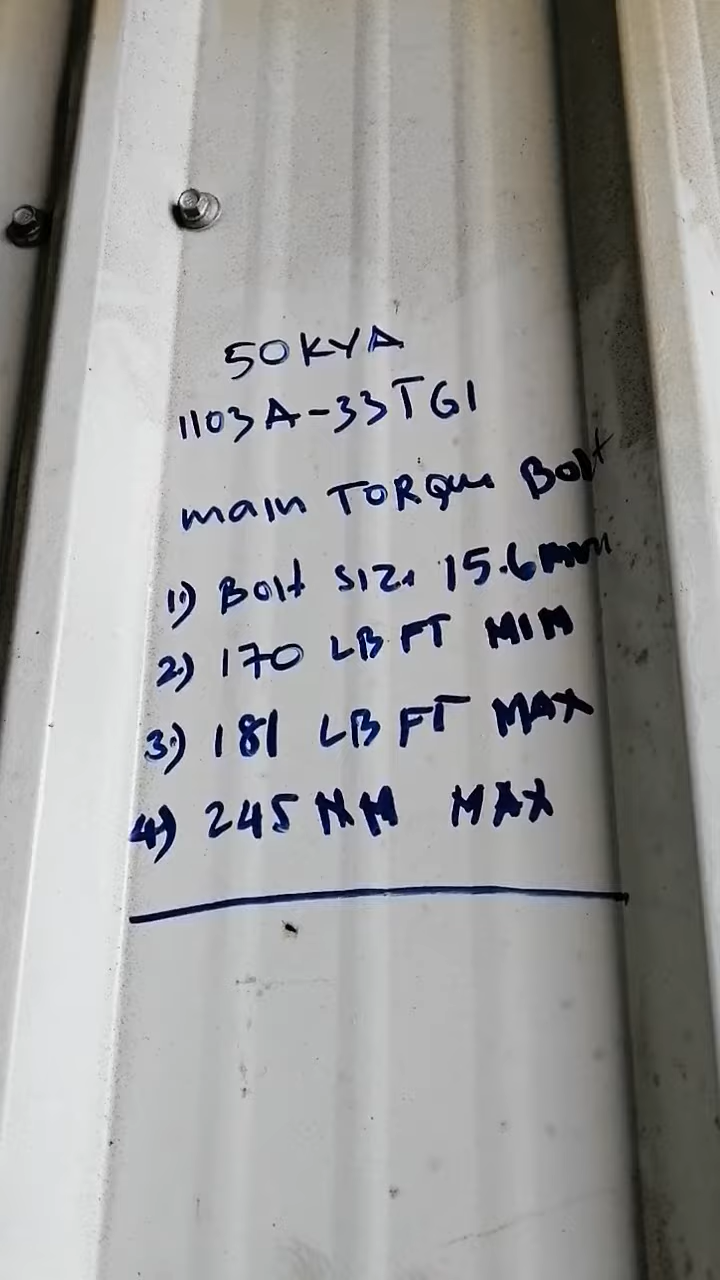 50KVA
1103A-33TG1
main TORque Bolt
1) Bolt size 15.6mm
2) 170 LB FT MIN
3) 181 LB FT MAX
4) 245 NM MAX